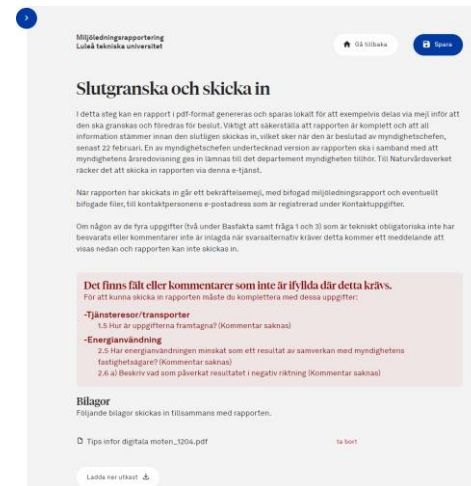 Miljöledningsrapportering
Luleå tekniska universitet
Gå tillbaka
Spara
Slutgranska och skicka in
I detta steg kan en rapport i pdf-format genereras och sparas lokalt för att exempelvis delas via mejl inför att
den ska granskas och föredras för beslut. Viktigt att säkerställa att rapporten är komplett och att all
information stämmer innan den slutligen skickas in, vilket sker när den är beslutad av myndighetschefen,
senast 22 februari. En av myndighetschefen undertecknad version av rapporten ska i samband med att
myndighetens årsredovisning ges in lämnas till det departement myndigheten tillhör. Till Naturvårdsverket
räcker det att skicka in rapporten via denna e-tjänst.
När rapporten har skickats in går ett bekräftelsemejl, med bifogad miljöledningsrapport och eventuellt
bifogade filer, till kontaktpersonens e-postadress som är registrerad under Kontaktuppgifter.
Om någon av de fyra uppgifter (två under Basfakta samt fråga 1 och 3) som är tekniskt obligatoriska inte har
besvarats eller kommentarer inte är inlagda när svarsalternativ kräver detta kommer ett meddelande att
visas nedan och rapporten kan inte skickas in.
Det finns fält eller kommentarer som inte är ifyllda där detta krävs.
För att kunna skicka in rapporten måste du komplettera med dessa uppgifter:
-Tjänsteresor/transporter
1.5 Hur är uppgifterna framtagna? (Kommentar saknas)
-Energianvändning
2.5 Har energianvändningen minskat som ett resultat av samverkan med myndighetens
fastighetsägare? (Kommentar saknas)
2.6 a) Beskriv vad som påverkat resultatet i negativ riktning (Kommentar saknas)
Bilagor
Följande bilagor skickas in tillsammans med rapporten.
Tips infor digitala moten_1204.pdf
ta bort
Ladda ner utkast